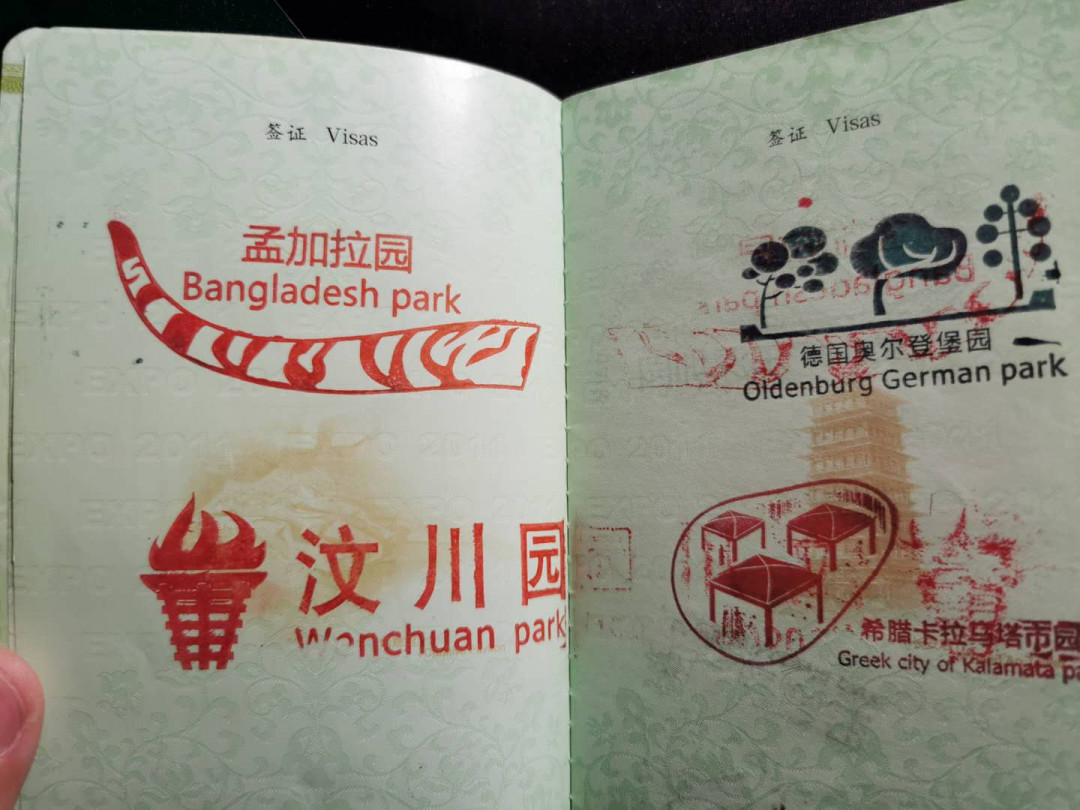 签证 Visas
孟加拉园
Bangladesh park
EXPO 2011
汶川园
Wenchuan park
签证 Visas
德国奥尔登堡园
Oldenburg German park
希腊卡拉马塔市园
Greek city of Kalamata pa